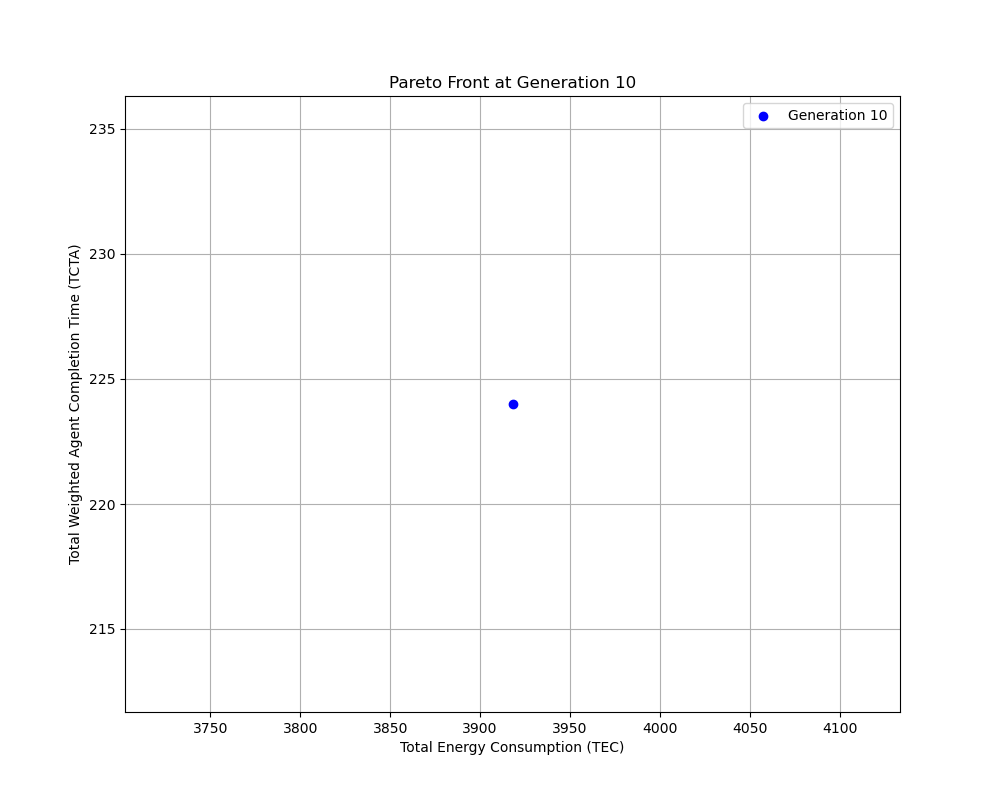 Pareto Front at Generation 10
Generation 10
Total Weighted Agent Completion Time (TCTA)
235
230
225
220
215
3750 3800 3850 3900 3950 4000 4050 4100
Total Energy Consumption (TEC)